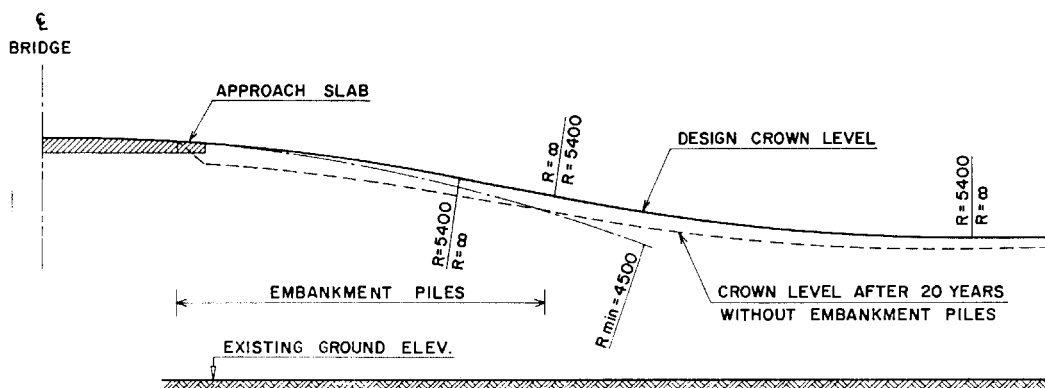 ℄
BRIDGE
APPROACH SLAB
DESIGN CROWN LEVEL
R = ∞
R = 5400
R = 5400
R = ∞
R = 5400
R = ∞
R min = 4500
EMBANKMENT PILES
CROWN LEVEL AFTER 20 YEARS
WITHOUT EMBANKMENT PILES
EXISTING GROUND ELEV.